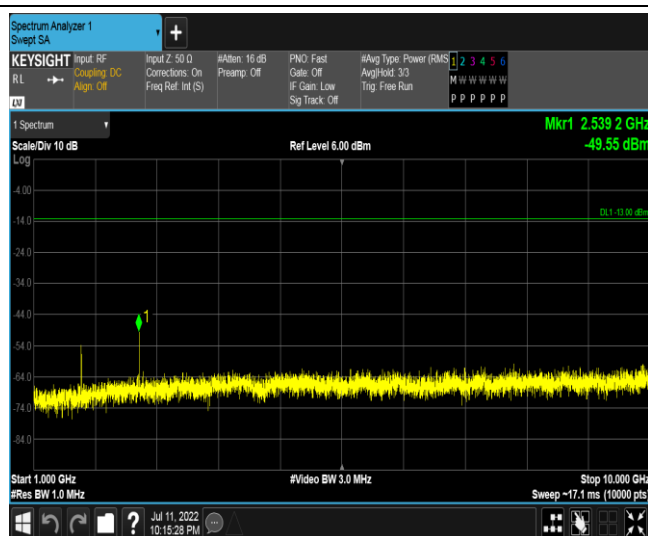 Spectrum Analyzer 1
Swept SA
+
KEYSIGHT Input: RF
RL Coupling: DC
Align: Off
LXI
Input Z: 50 Ω
Corrections: On
Freq Ref: Int (S)
#Atten: 16 dB
Preamp: Off
PNO: Fast
Gate: Off
IF Gain: Low
Sig Track: Off
#Avg Type: Power (RMS
Avg|Hold: 3/3
Trig: Free Run
1 2 3 4 5 6
M W W W W W
P P P P P P
1 Spectrum
Mkr1 2.539 2 GHz
Scale/Div 10 dB
Ref Level 6.00 dBm
-49.55 dBm
Log
-4.00
DL1 -13.00 dBm
-14.0
-24.0
-34.0
-44.0
1
-54.0
-64.0
-74.0
-84.0
Start 1.000 GHz
#Video BW 3.0 MHz
Stop 10.000 GHz
#Res BW 1.0 MHz
Sweep ~17.1 ms (10000 pts)
?
Jul 11, 2022
10:15:28 PM